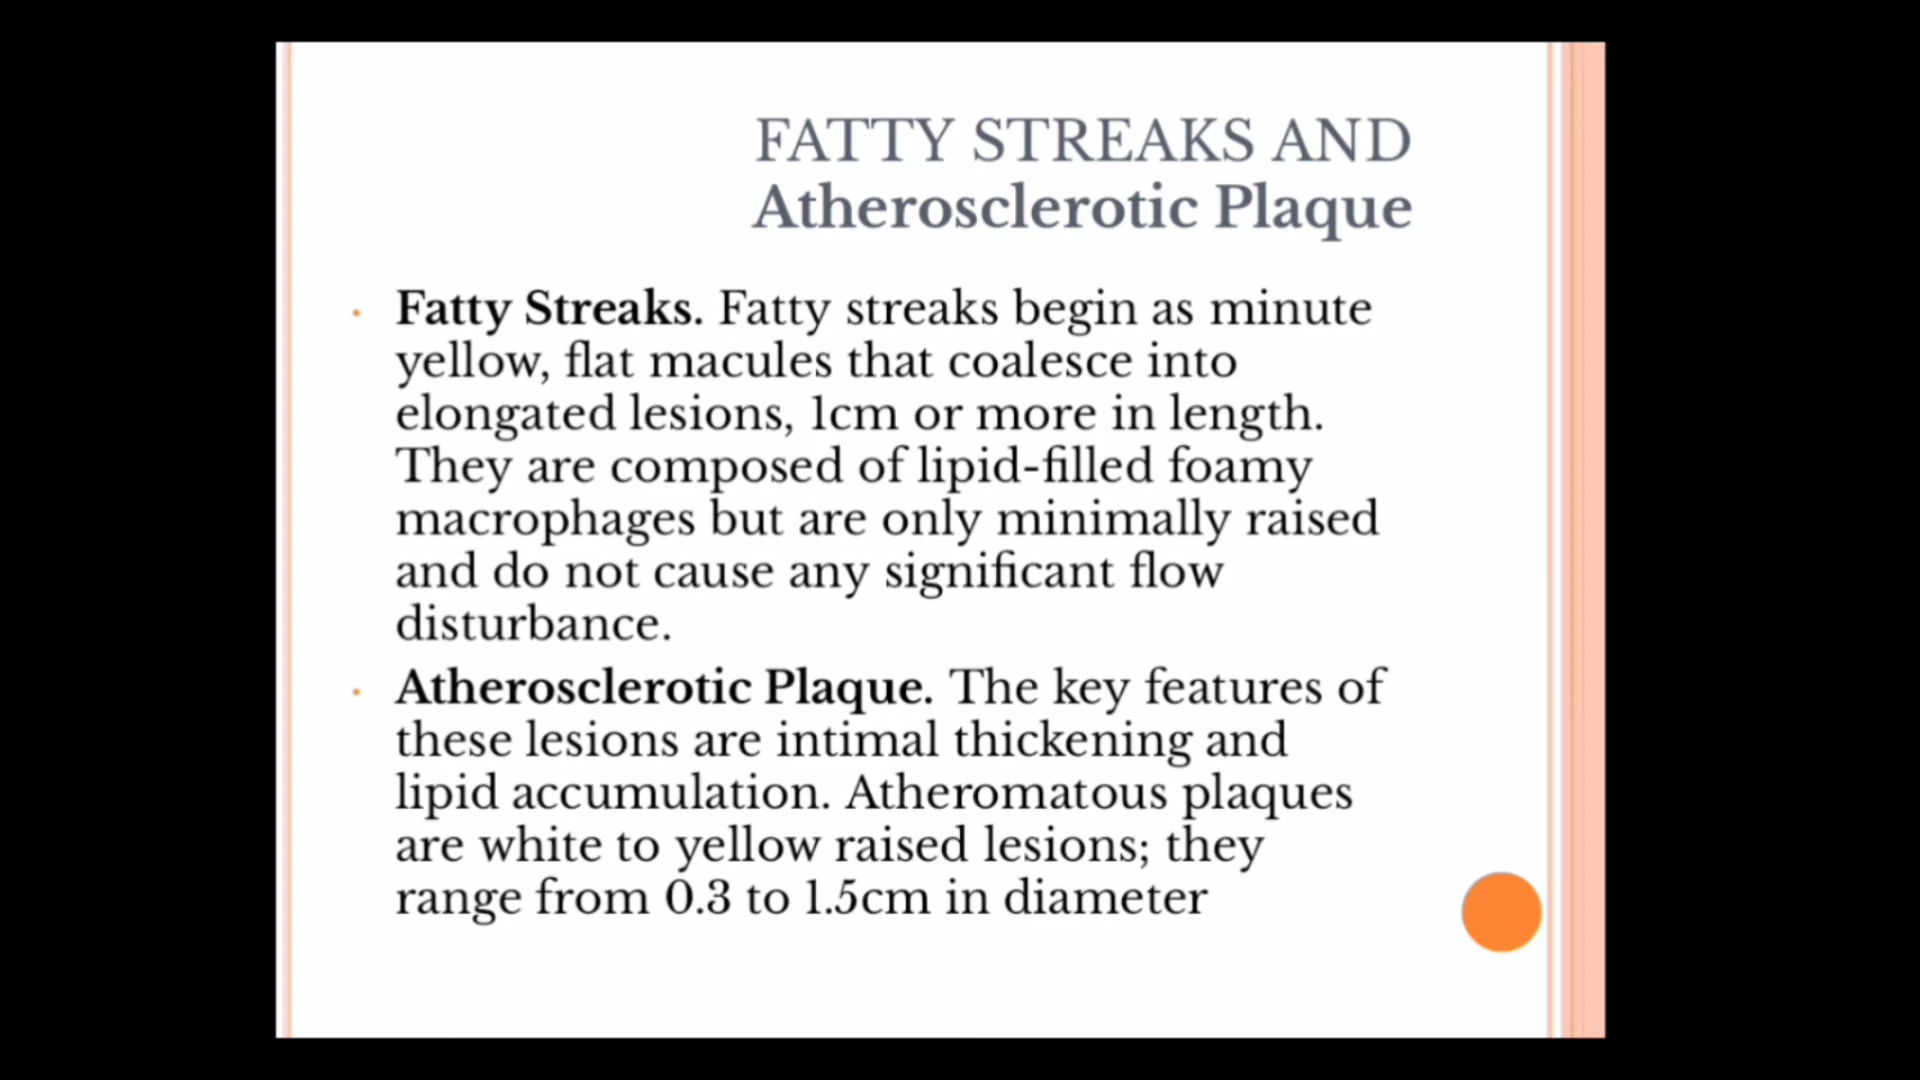 FATTY STREAKS AND
Atherosclerotic Plaque
• Fatty Streaks. Fatty streaks begin as minute
yellow, flat macules that coalesce into
elongated lesions, 1cm or more in length.
They are composed of lipid-filled foamy
macrophages but are only minimally raised
and do not cause any significant flow
disturbance.
• Atherosclerotic Plaque. The key features of
these lesions are intimal thickening and
lipid accumulation. Atheromatous plaques
are white to yellow raised lesions; they
range from 0.3 to 1.5cm in diameter